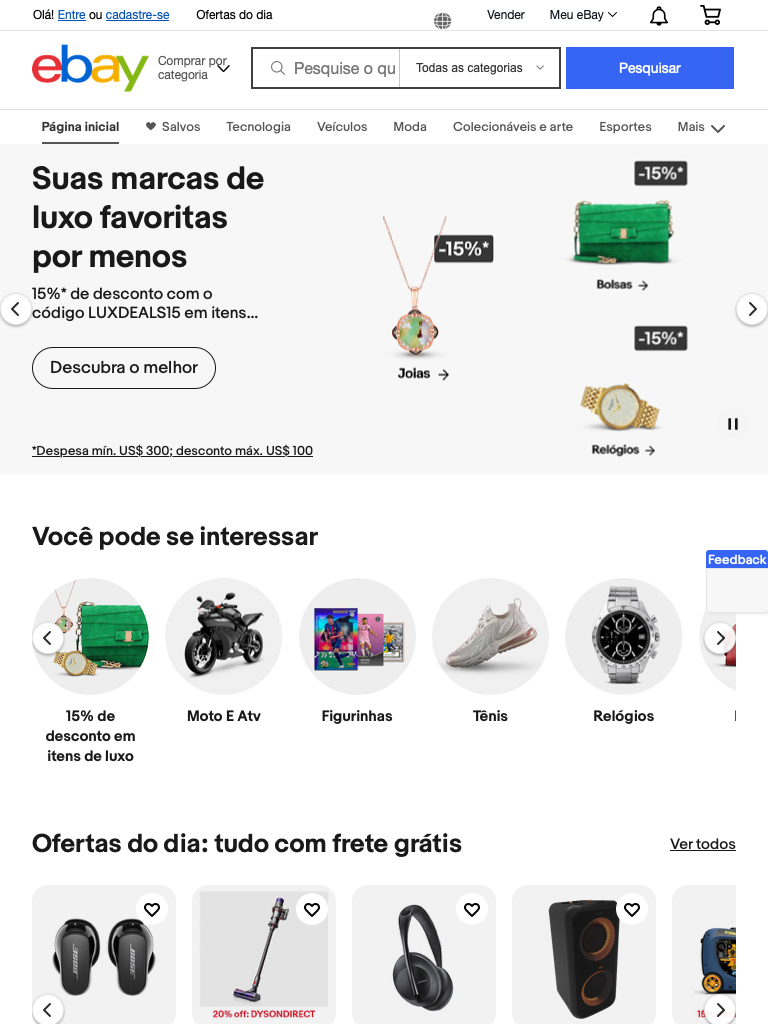 Olá! Entre ou cadastre-se
Ofertas do dia
Vender
Meu eBay
ebay
Comprar por
categoria
Pesquise o qu
Todas as categorias
Pesquisar
Página inicial
Salvos
Tecnologia
Veículos
Moda
Colecionáveis e arte
Esportes
Mais
Suas marcas de
luxo favoritas
por menos
15%* de desconto com o
código LUXDEALS15 em itens...
Descubra o melhor
*Despesa mín. US$ 300; desconto máx. US$ 100
-15%*
Joias
-15%*
Bolsas
-15%*
Relógios
Você pode se interessar
Feedback
15% de
desconto em
itens de luxo
Moto E Atv
Figurinhas
Tênis
Relógios
Ofertas do dia: tudo com frete grátis
Ver todos
BOSE
BOSE
20% off: DYSONDIRECT